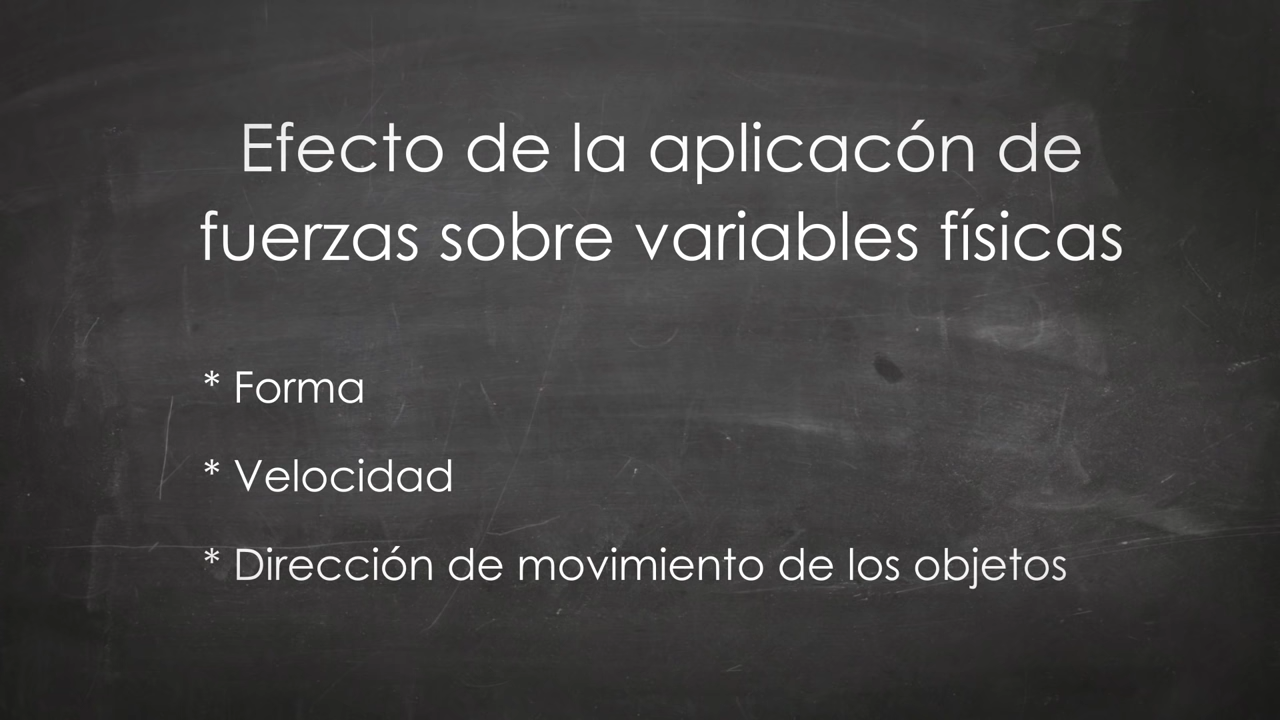 Efecto de la aplicacón de
fuerzas sobre variables físicas
* Forma
* Velocidad
* Dirección de movimiento de los objetos